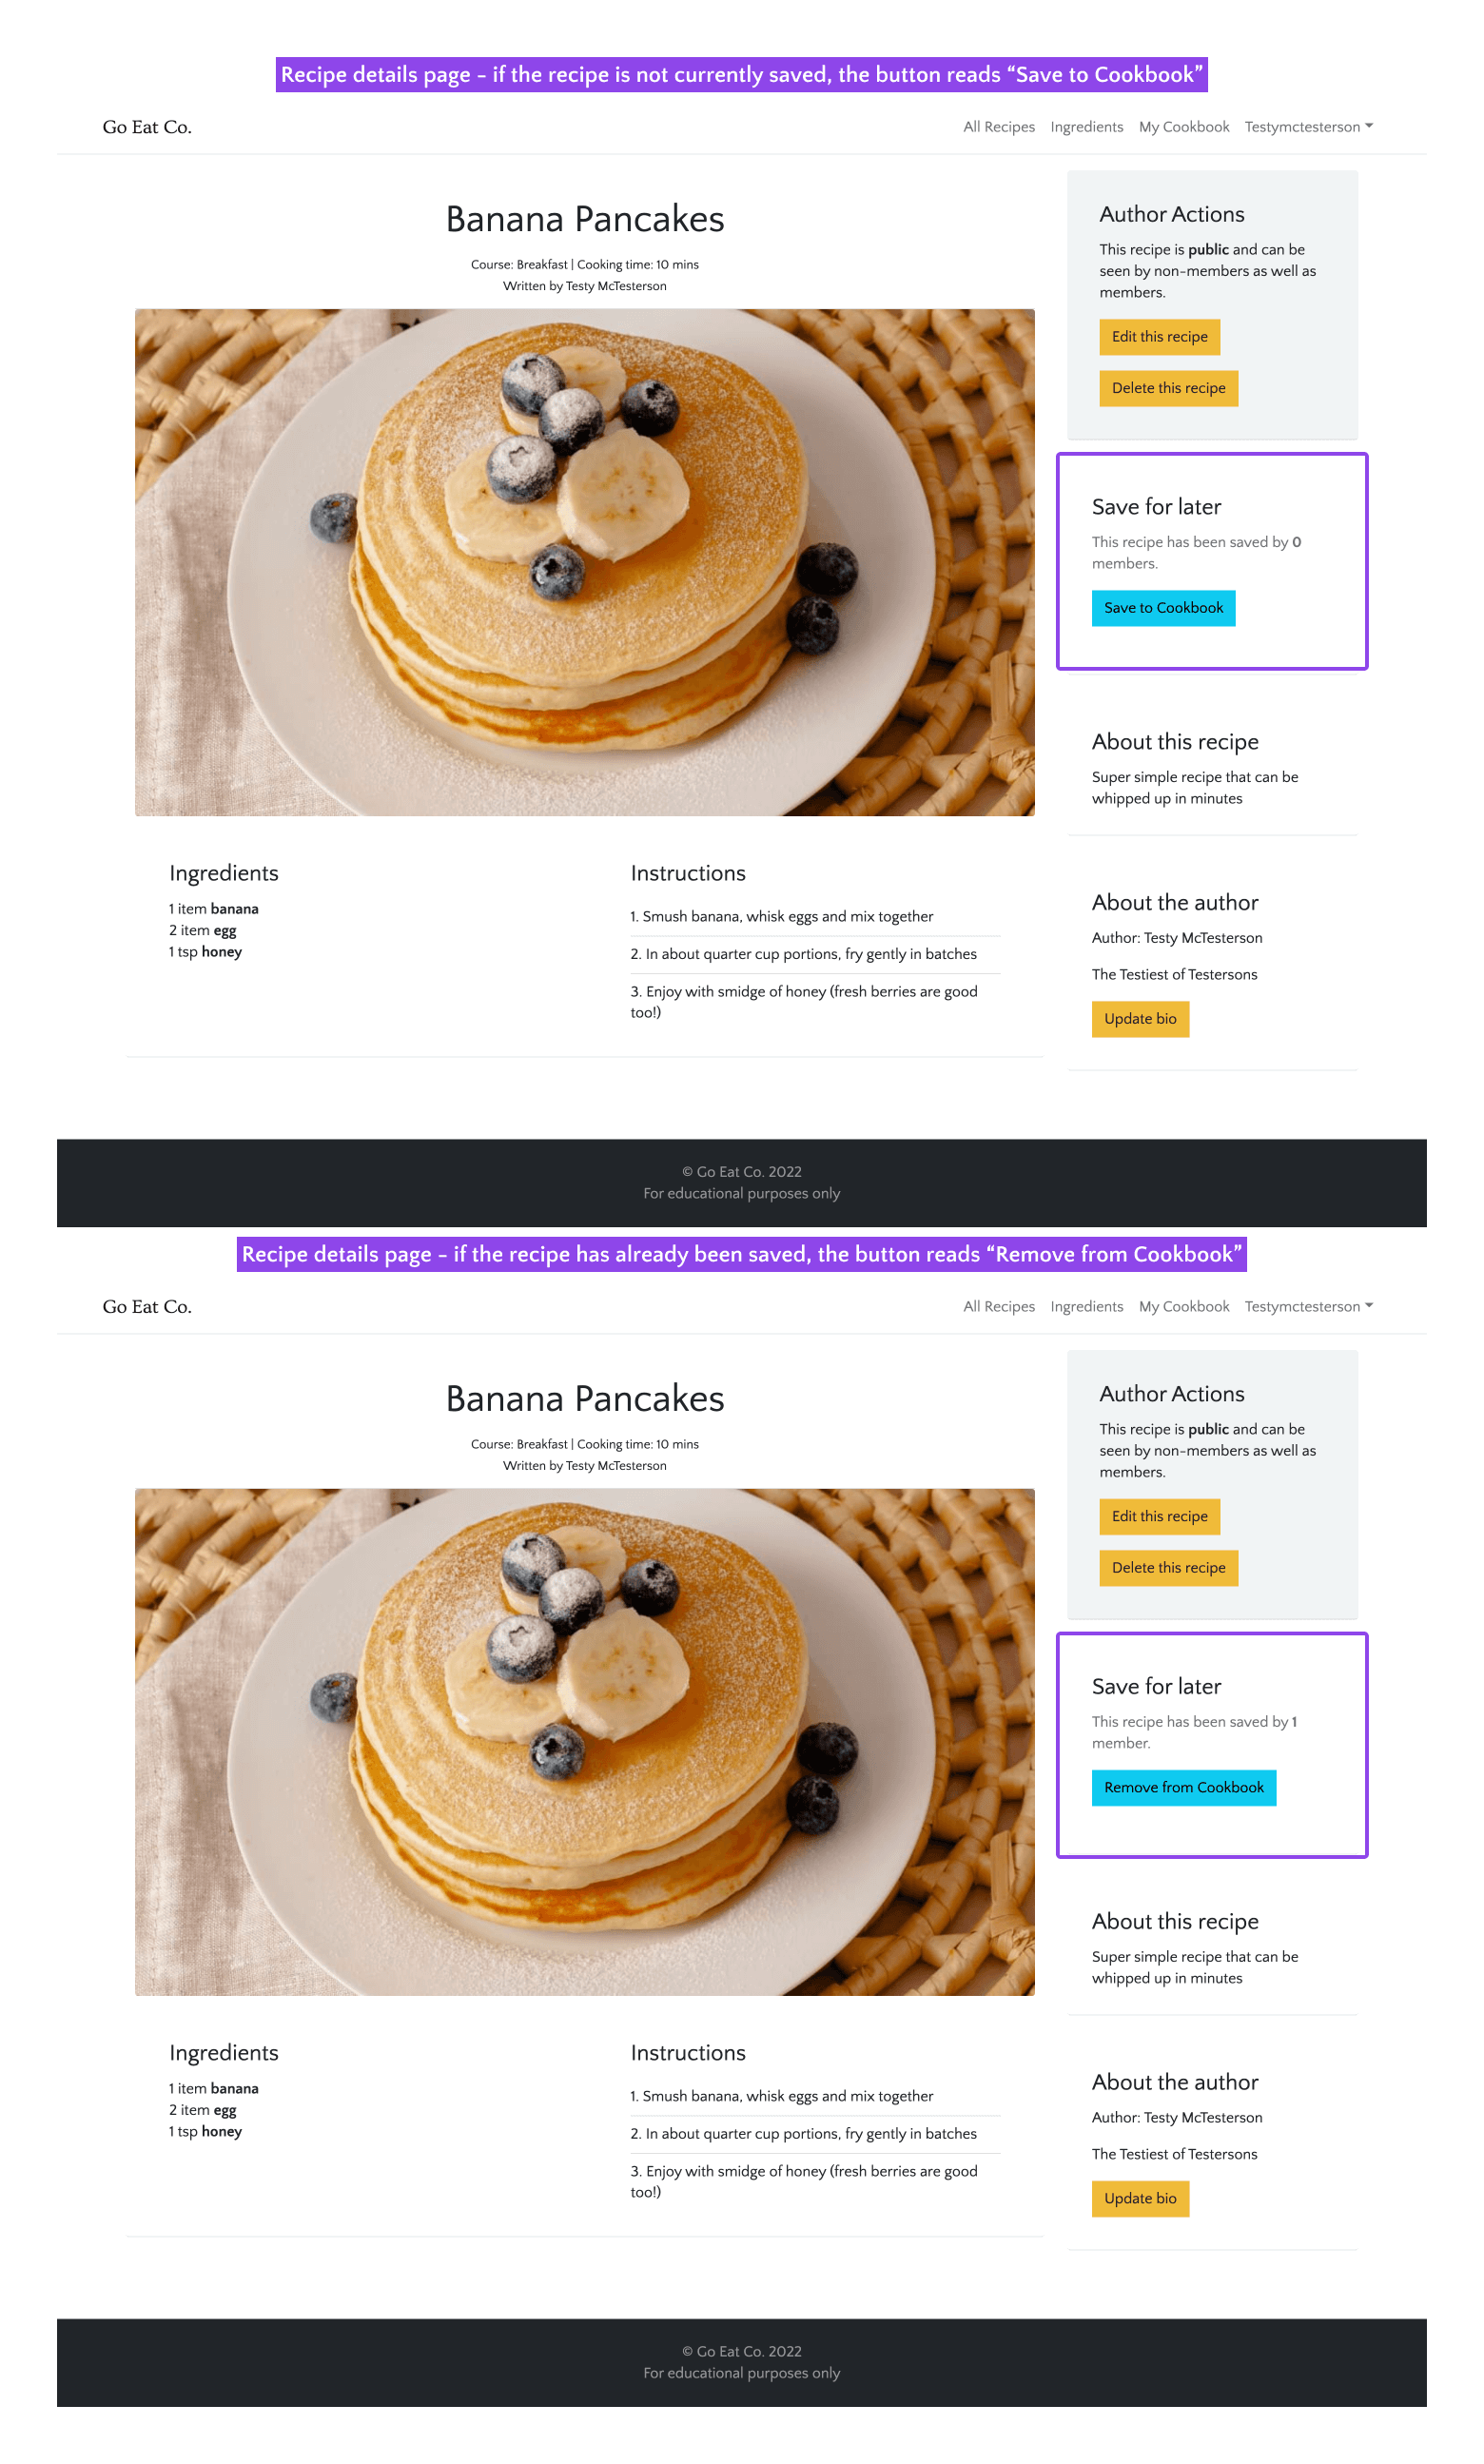 Recipe details page - if the recipe is not currently saved, the button reads “Save to Cookbook”
Go Eat Co.
All Recipes Ingredients My Cookbook Testymctesterson
Banana Pancakes
Course: Breakfast | Cooking time: 10 mins
Written by Testy McTesterson
Author Actions
This recipe is public and can be
seen by non-members as well as
members.
Edit this recipe
Delete this recipe
Save for later
This recipe has been saved by 0
members.
Save to Cookbook
About this recipe
Super simple recipe that can be
whipped up in minutes
Ingredients
1 item banana
2 item egg
1 tsp honey
Instructions
1. Smush banana, whisk eggs and mix together
2. In about quarter cup portions, fry gently in batches
3. Enjoy with smidge of honey (fresh berries are good
too!)
About the author
Author: Testy McTesterson
The Testiest of Testersons
Update bio
© Go Eat Co. 2022
For educational purposes only
Recipe details page - if the recipe has already been saved, the button reads “Remove from Cookbook”
Go Eat Co.
All Recipes Ingredients My Cookbook Testymctesterson
Banana Pancakes
Course: Breakfast | Cooking time: 10 mins
Written by Testy McTesterson
Author Actions
This recipe is public and can be
seen by non-members as well as
members.
Edit this recipe
Delete this recipe
Save for later
This recipe has been saved by 1
member.
Remove from Cookbook
About this recipe
Super simple recipe that can be
whipped up in minutes
Ingredients
1 item banana
2 item egg
1 tsp honey
Instructions
1. Smush banana, whisk eggs and mix together
2. In about quarter cup portions, fry gently in batches
3. Enjoy with smidge of honey (fresh berries are good
too!)
About the author
Author: Testy McTesterson
The Testiest of Testersons
Update bio
© Go Eat Co. 2022
For educational purposes only